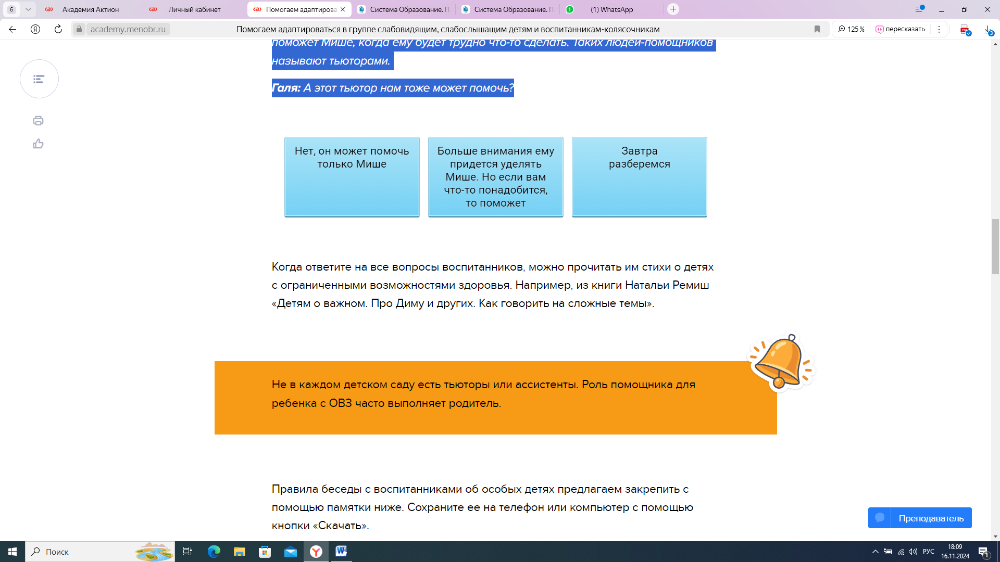 6
Академия Актион
Личный кабинет
Помогаем адаптирова
Система Образование. П
Система Образование. П
1
(1) WhatsApp
Я
academy.menobr.ru
Помогаем адаптироваться в группе слабовидящим, слабослышащим детям и воспитанникам-колясочникам
125 %
пересказать
3
поможет Мише, когда ему будет трудно что-то сделать. Таких людей-помощников
называют тьюторами.
Галя: А этот тьютор нам тоже может помочь?
Нет, он может помочь
только Мише
Больше внимания ему
придется уделять
Мише. Но если вам
что-то понадобится,
то поможет
Завтра
разберемся
Когда ответите на все вопросы воспитанников, можно прочитать им стихи о детях
с ограниченными возможностями здоровья. Например, из книги Натальи Ремиш
«Детям о важном. Про Диму и других. Как говорить на сложные темы».
Не в каждом детском саду есть тьюторы или ассистенты. Роль помощника для
ребенка с ОВЗ часто выполняет родитель.
Правила беседы с воспитанниками об особых детях предлагаем закрепить с
помощью памятки ниже. Сохраните ее на телефон или компьютер с помощью
кнопки «Скачать».
Преподаватель
Поиск
РУС
18:09
16.11.2024
1